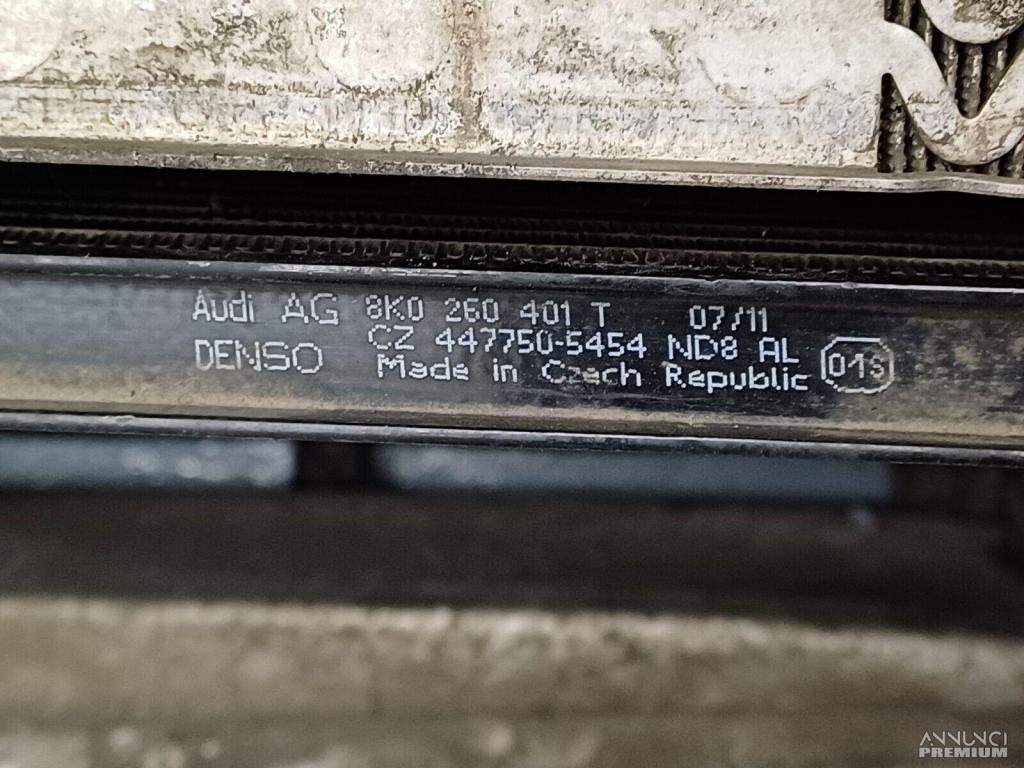 Audi AG 8K0 260 401 T 07/11
DENSO CZ 447750-5454 ND8 AL
Made in Czech Republic 01S
ANNUNCI
PREMIUM